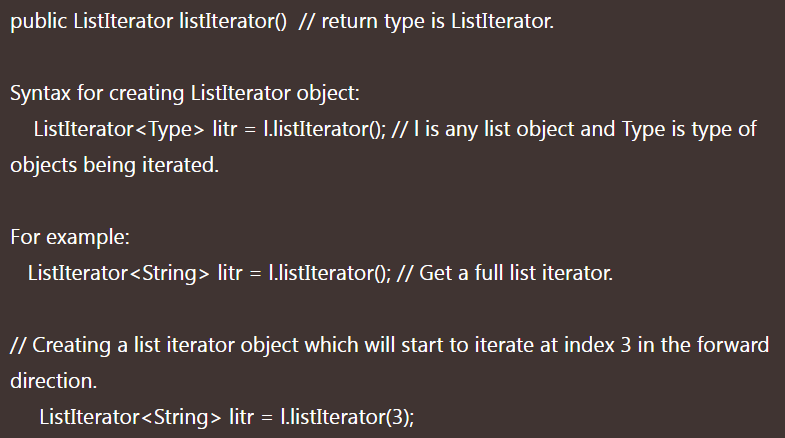 public ListIterator listIterator()  // return type is ListIterator.
Syntax for creating ListIterator object:
ListIterator<Type> litr = l.listIterator(); // l is any list object and Type is type of
objects being iterated.
For example:
ListIterator<String> litr = l.listIterator(); // Get a full list iterator.
// Creating a list iterator object which will start to iterate at index 3 in the forward
direction.
ListIterator<String> litr = l.listIterator(3);